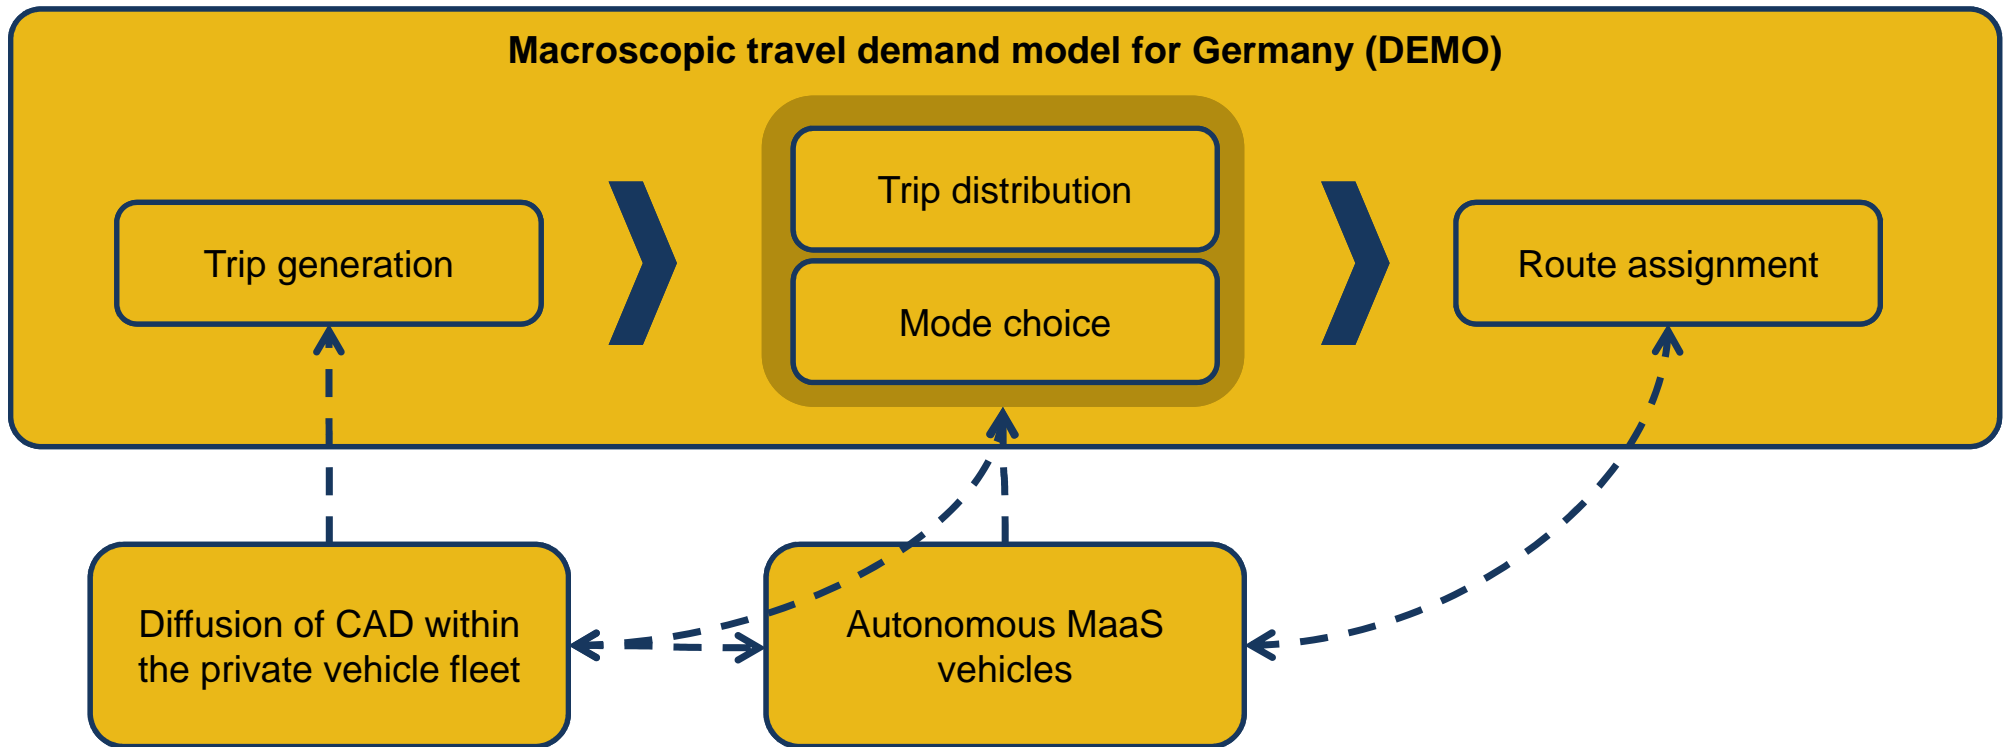 Macroscopic travel demand model for Germany (DEMO)
Trip generation
Trip distribution
Mode choice
Route assignment
Diffusion of CAD within
the private vehicle fleet
Autonomous MaaS
vehicles